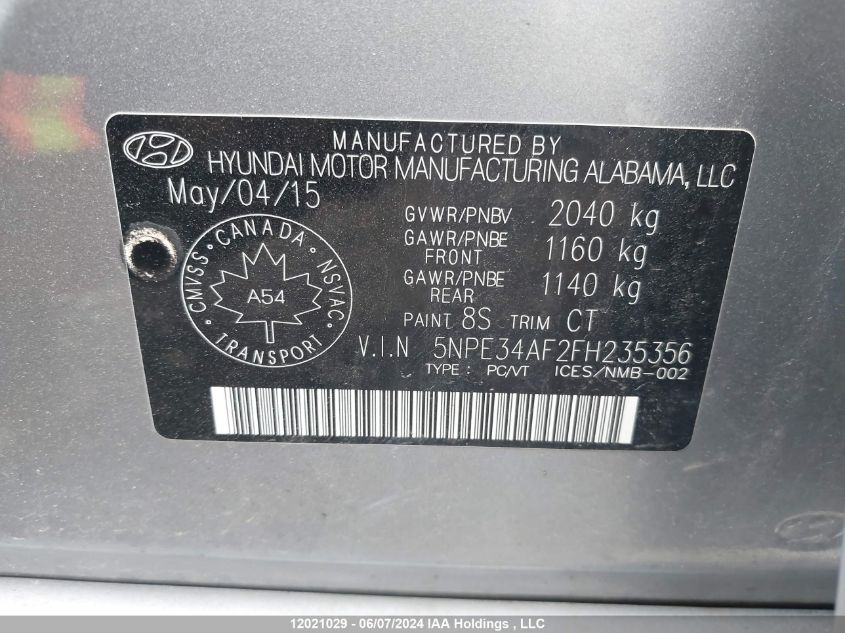 MANUFACTURED BY
HYUNDAI MOTOR MANUFACTURING ALABAMA, LLC
May/04/15
GVWR/PNBV 2040 kg
GAWR/PNBE FRONT 1160 kg
GAWR/PNBE REAR 1140 kg
CANADA
CMVSS
NSVAC
A54
TRANSPORT
PAINT 8S TRIM CT
V.I.N 5NPE34AF2FH235356
TYPE : PC/VT ICES/NMB-002
12021029 - 06/07/2024 IAA Holdings , LLC